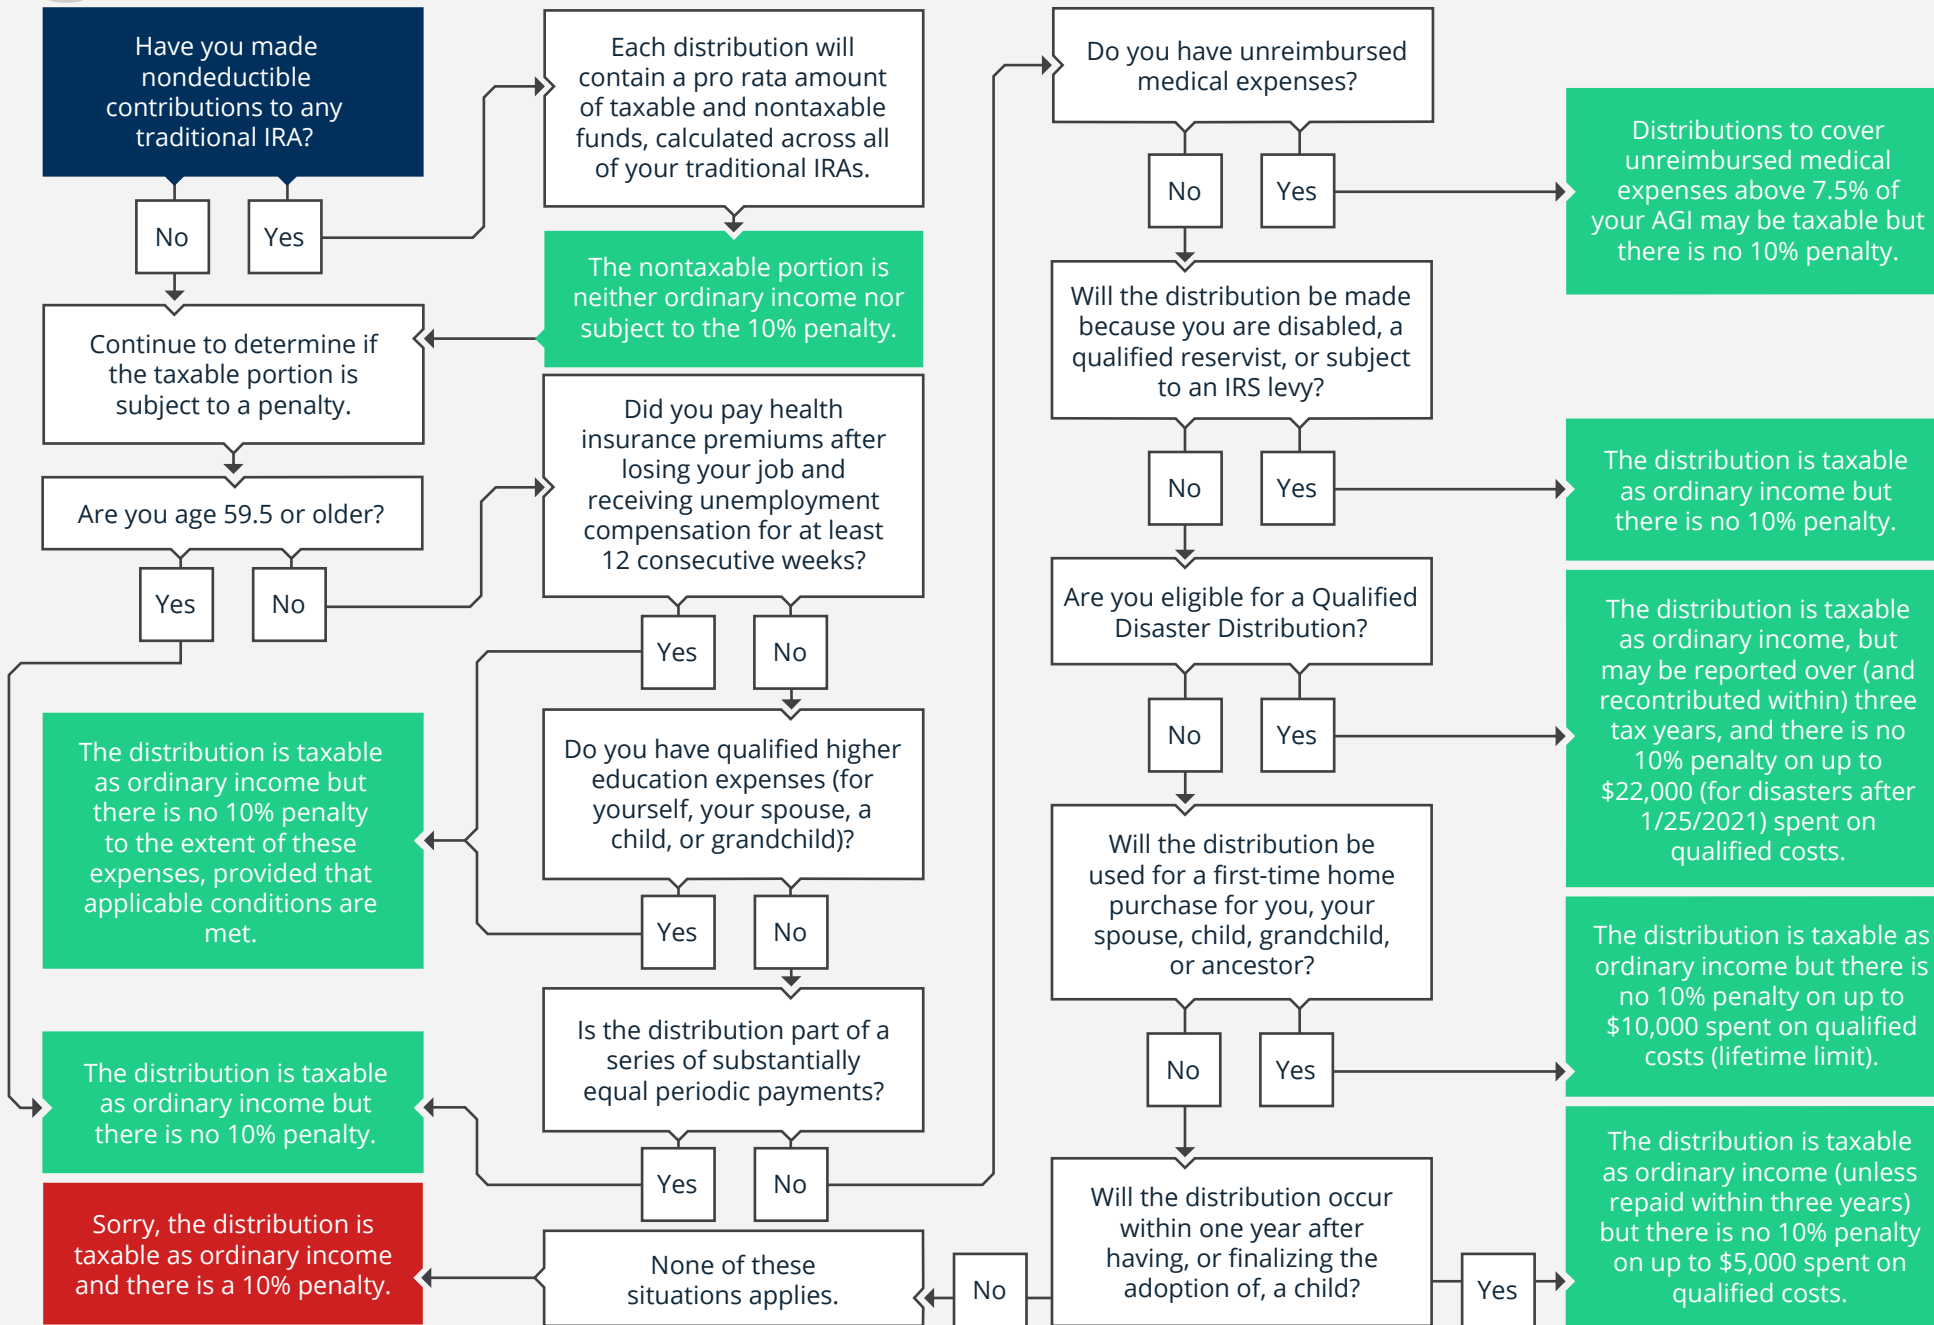 Have you made
nondeductible
contributions to any
traditional IRA?
No
Yes
Each distribution will
contain a pro rata amount
of taxable and nontaxable
funds, calculated across all
of your traditional IRAs.
The nontaxable portion is
neither ordinary income nor
subject to the 10% penalty.
Continue to determine if
the taxable portion is
subject to a penalty.
Are you age 59.5 or older?
Yes
No
Did you pay health
insurance premiums after
losing your job and
receiving unemployment
compensation for at least
12 consecutive weeks?
Yes
No
Do you have qualified higher
education expenses (for
yourself, your spouse, a
child, or grandchild)?
Yes
No
The distribution is taxable
as ordinary income but
there is no 10% penalty
to the extent of these
expenses, provided that
applicable conditions are
met.
Is the distribution part of a
series of substantially
equal periodic payments?
Yes
No
The distribution is taxable
as ordinary income but
there is no 10% penalty.
Sorry, the distribution is
taxable as ordinary income
and there is a 10% penalty.
None of these
situations applies.
Do you have unreimbursed
medical expenses?
No
Yes
Distributions to cover
unreimbursed medical
expenses above 7.5% of
your AGI may be taxable but
there is no 10% penalty.
Will the distribution be made
because you are disabled, a
qualified reservist, or subject
to an IRS levy?
No
Yes
The distribution is taxable
as ordinary income but
there is no 10% penalty.
Are you eligible for a Qualified
Disaster Distribution?
No
Yes
The distribution is taxable
as ordinary income, but
may be reported over (and
recontributed within) three
tax years, and there is no
10% penalty on up to
$22,000 (for disasters after
1/25/2021) spent on
qualified costs.
Will the distribution be
used for a first-time home
purchase for you, your
spouse, child, grandchild,
or ancestor?
No
Yes
The distribution is taxable as
ordinary income but there is
no 10% penalty on up to
$10,000 spent on qualified
costs (lifetime limit).
Will the distribution occur
within one year after
having, or finalizing the
adoption of, a child?
No
Yes
The distribution is taxable
as ordinary income (unless
repaid within three years)
but there is no 10% penalty
on up to $5,000 spent on
qualified costs.